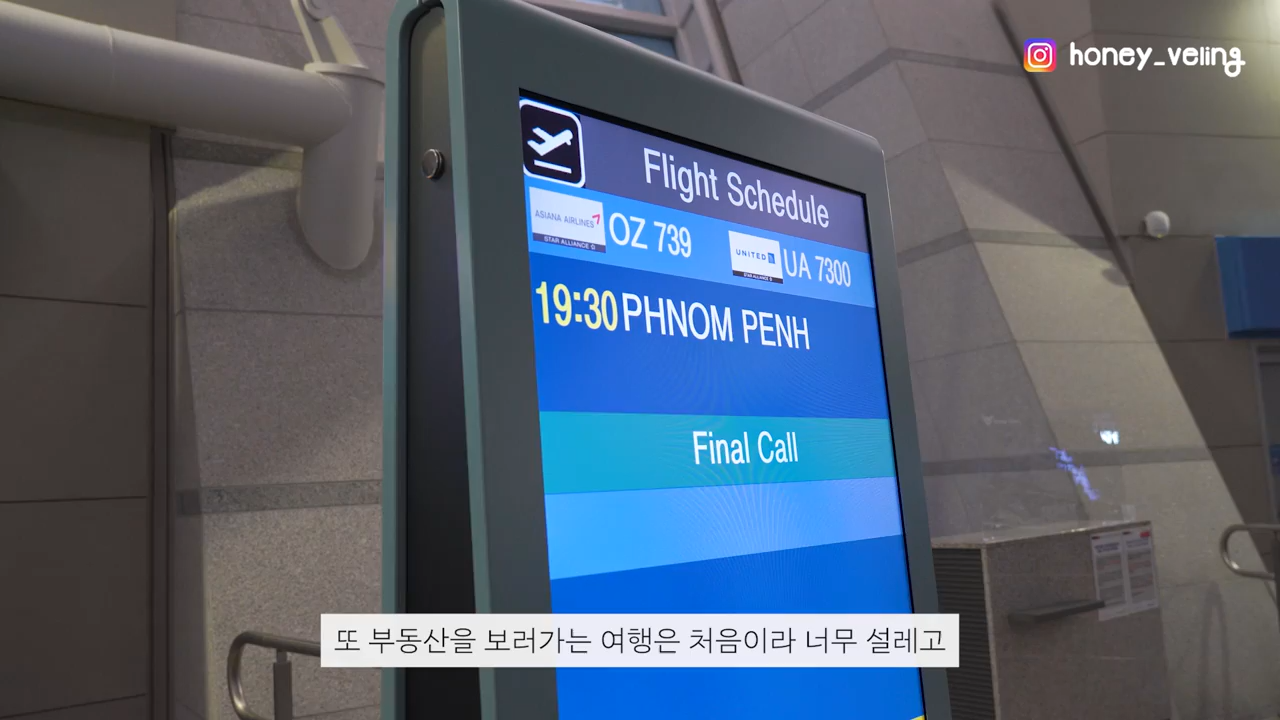 honey_veling
Flight Schedule
ASIANA AIRLINES
STAR ALLIANCE
OZ 739
UNITED
STAR ALLIANCE
UA 7300
19:30 PHNOM PENH
Final Call
또 부동산을 보러가는 여행은 처음이라 너무 설레고